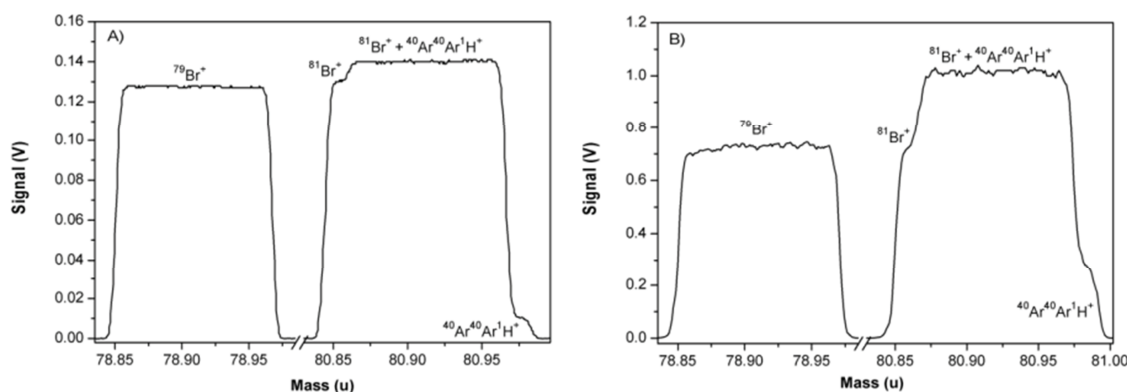 A)
Signal (V)
0.16
0.14
0.12
0.10
0.08
0.06
0.04
0.02
0.00
⁷⁹Br⁺
⁸¹Br⁺
⁸¹Br⁺ + ⁴⁰Ar⁴⁰Ar¹H⁺
⁴⁰Ar⁴⁰Ar¹H⁺
78.85 78.90 78.95 80.85 80.90 80.95
Mass (u)
B)
Signal (V)
1.2
1.0
0.8
0.6
0.4
0.2
0.0
⁷⁹Br⁺
⁸¹Br⁺
⁸¹Br⁺ + ⁴⁰Ar⁴⁰Ar¹H⁺
⁴⁰Ar⁴⁰Ar¹H⁺
78.85 78.90 78.95 80.85 80.90 80.95 81.00
Mass (u)